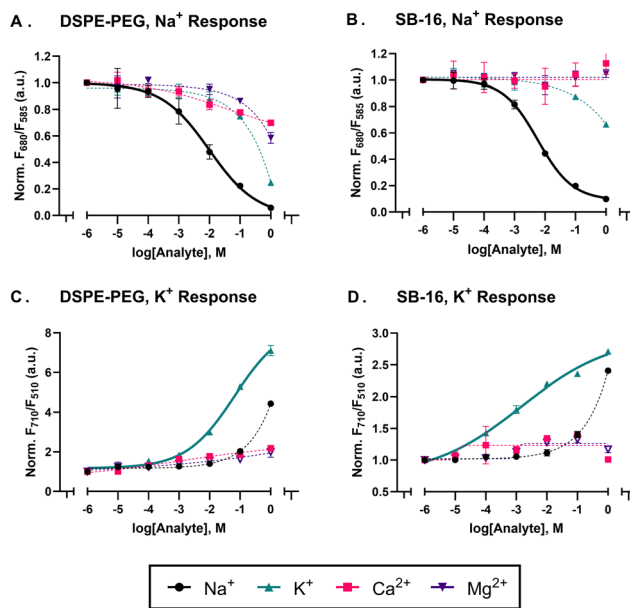 A. DSPE-PEG, Na⁺ Response
Norm. F₆₈₀/F₅₈₅ (a.u.)
1.4
1.2
1.0
0.8
0.6
0.4
0.2
0.0
-6 -5 -4 -3 -2 -1 0
log[Analyte], M
B. SB-16, Na⁺ Response
Norm. F₆₈₀/F₅₈₅ (a.u.)
1.4
1.2
1.0
0.8
0.6
0.4
0.2
0.0
-6 -5 -4 -3 -2 -1 0
log[Analyte], M
C. DSPE-PEG, K⁺ Response
Norm. F₇₁₀/F₅₁₀ (a.u.)
8
6
4
2
0
-6 -5 -4 -3 -2 -1 0
log[Analyte], M
D. SB-16, K⁺ Response
Norm. F₇₁₀/F₅₁₀ (a.u.)
3.0
2.5
2.0
1.5
1.0
0.5
-6 -5 -4 -3 -2 -1 0
log[Analyte], M
Na⁺ K⁺ Ca²⁺ Mg²⁺